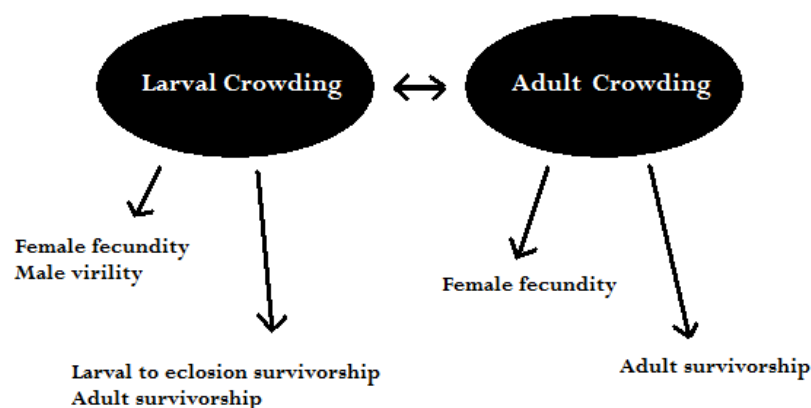 Larval Crowding
Adult Crowding
Female fecundity
Male virility
Larval to eclosion survivorship
Adult survivorship
Female fecundity
Adult survivorship